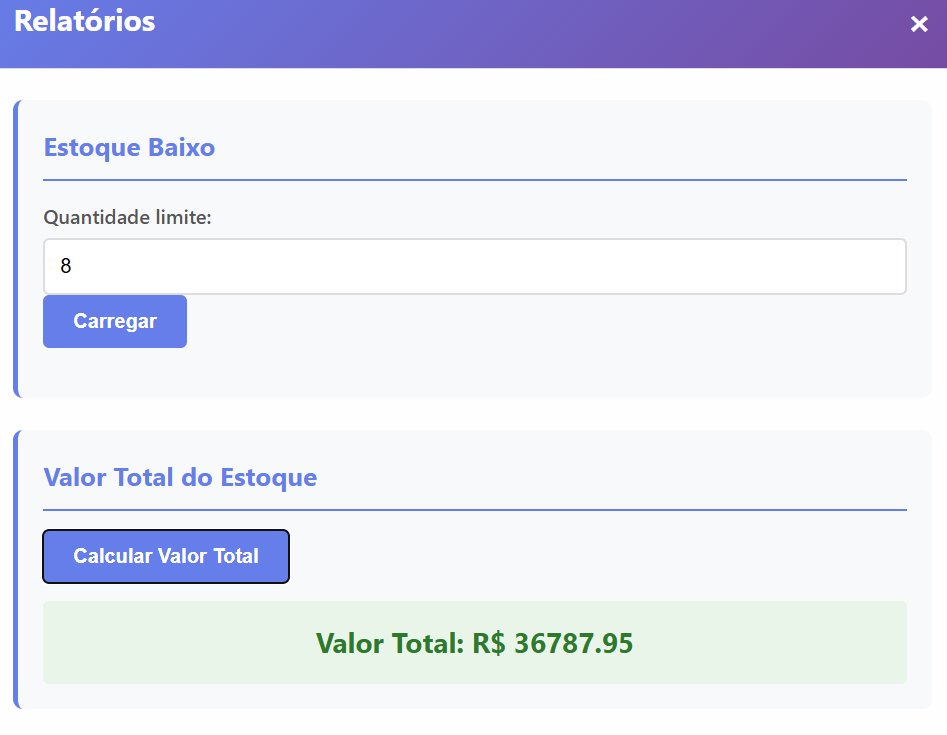 Relatórios ×
Estoque Baixo
Quantidade limite:
8
Carregar
Valor Total do Estoque
Calcular Valor Total
Valor Total: R$ 36787.95